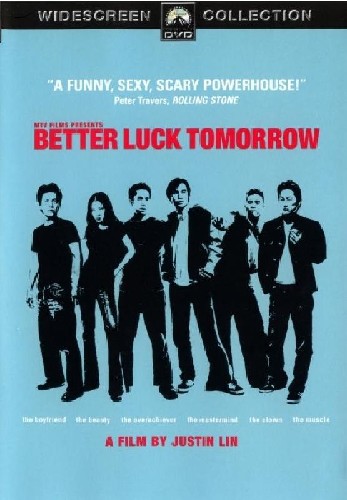 WIDESCREEN COLLECTION
DVD
"A FUNNY, SEXY, SCARY POWERHOUSE!"
Peter Travers, ROLLING STONE
MTV FILMS PRESENTS
BETTER LUCK TOMORROW
the boyfriend the beauty the overachiever the mastermind the clown the muscle
A FILM BY JUSTIN LIN